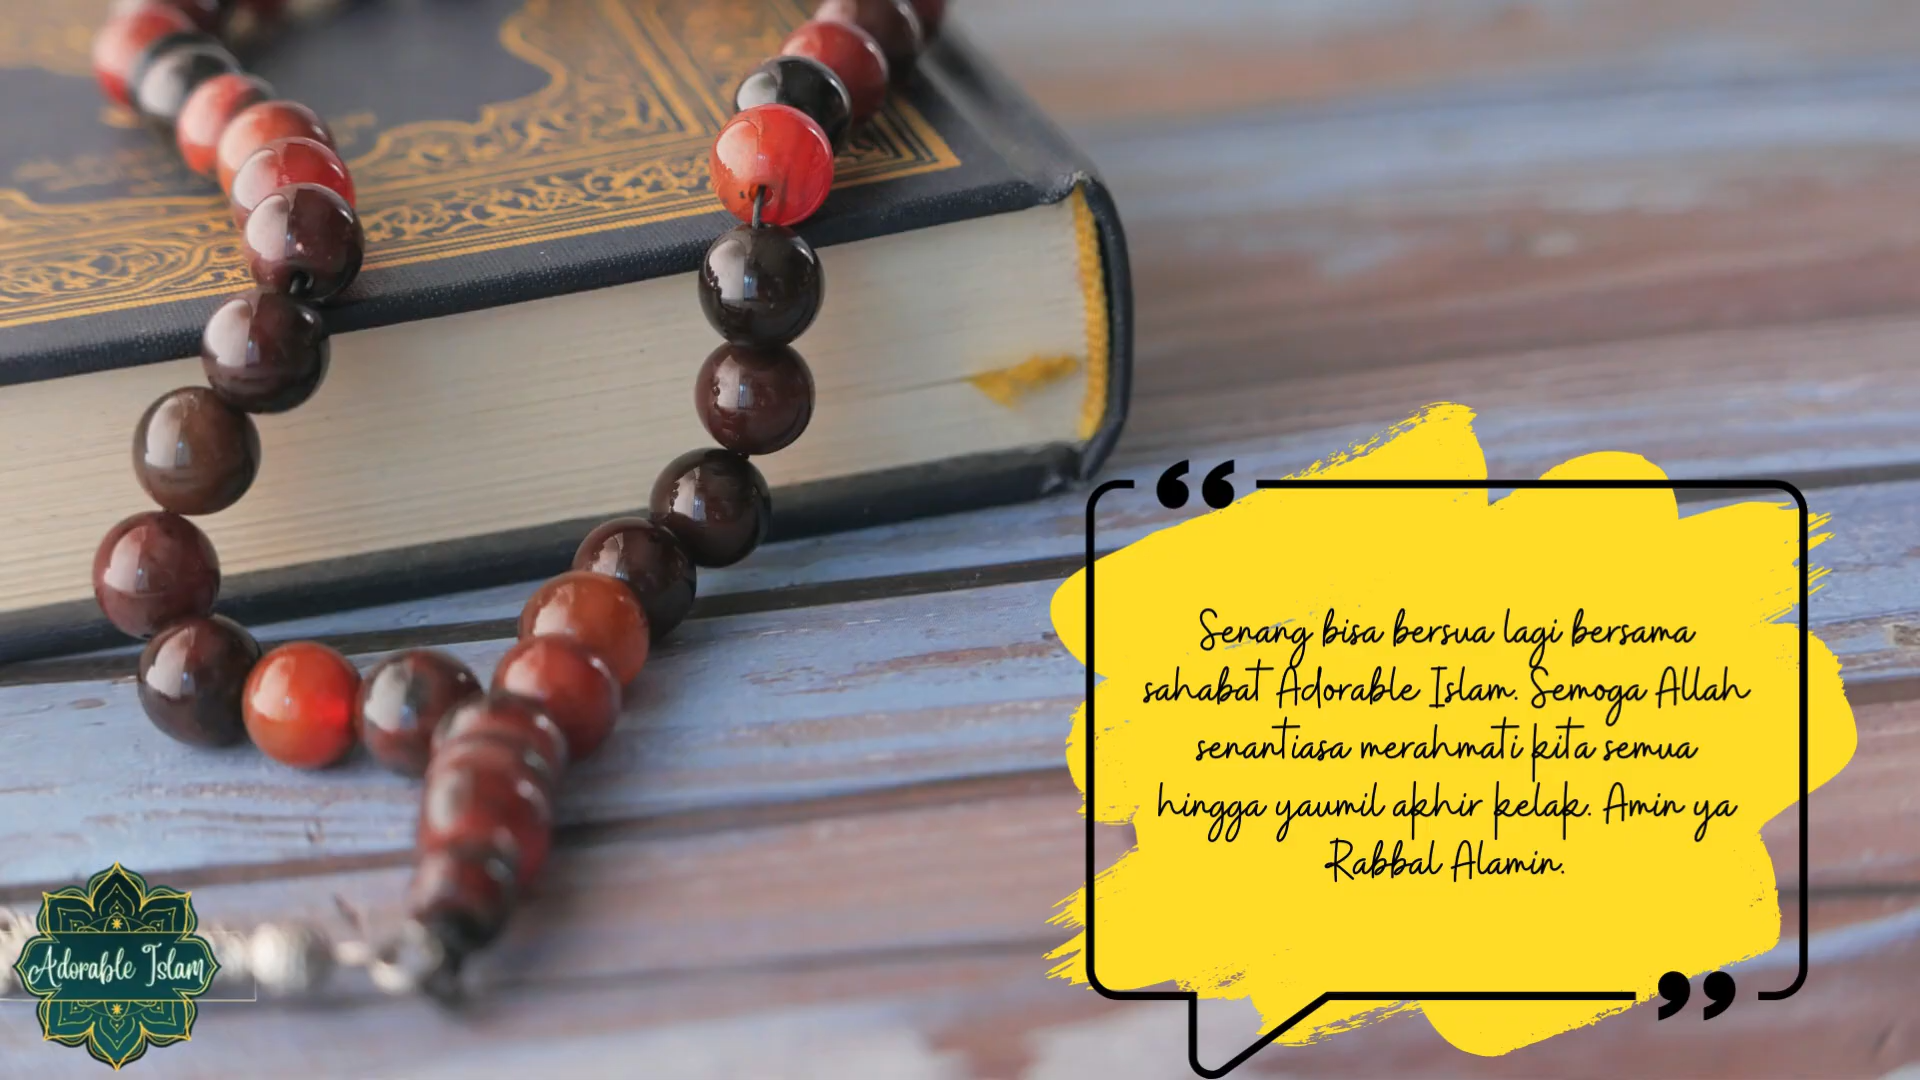 Senang bisa bersua lagi bersama
sahabat Adorable Islam. Semoga Allah
senantiasa merahmati kita semua
hingga yaumil akhir kelak. Amin ya
Rabbal Alamin.
Adorable Islam